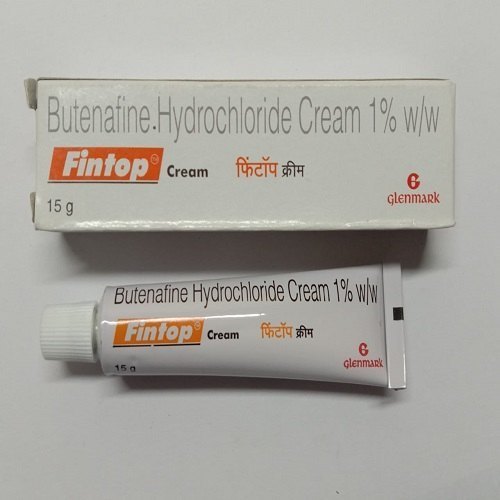 Butenafine Hydrochloride Cream 1% w/w
Fintop Cream फिंटॉप क्रीम
15 g
G
GLENMARK
Butenafine Hydrochloride Cream 1% w/w
Fintop Cream फिंटॉप क्रीम
15 g
G
GLENMARK